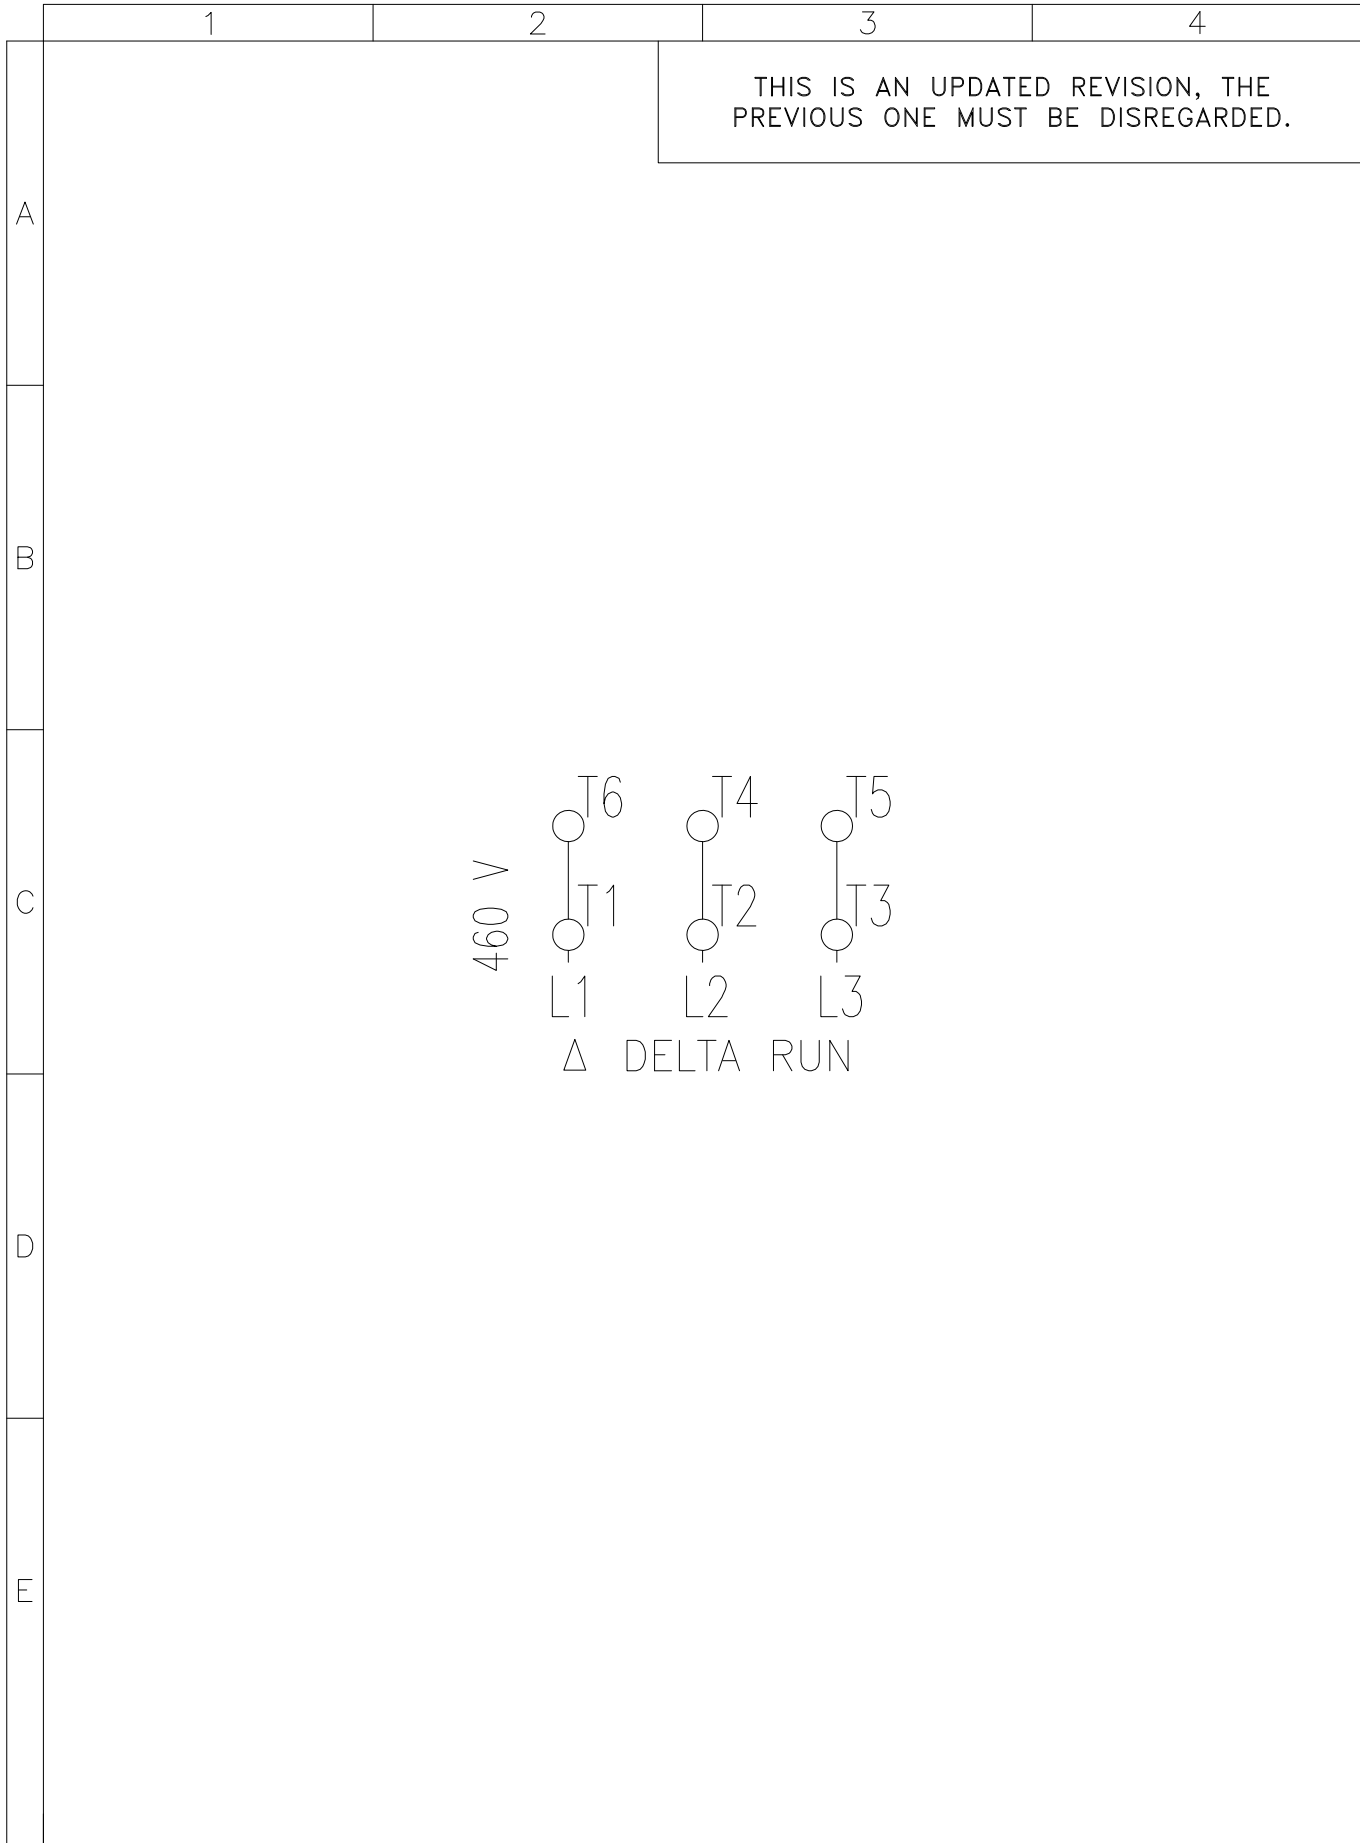 1 2 3 4
THIS IS AN UPDATED REVISION, THE
PREVIOUS ONE MUST BE DISREGARDED.
A
B
T6 T4 T5
460 V
C
T1 T2 T3
L1 L2 L3
Δ DELTA RUN
D
E